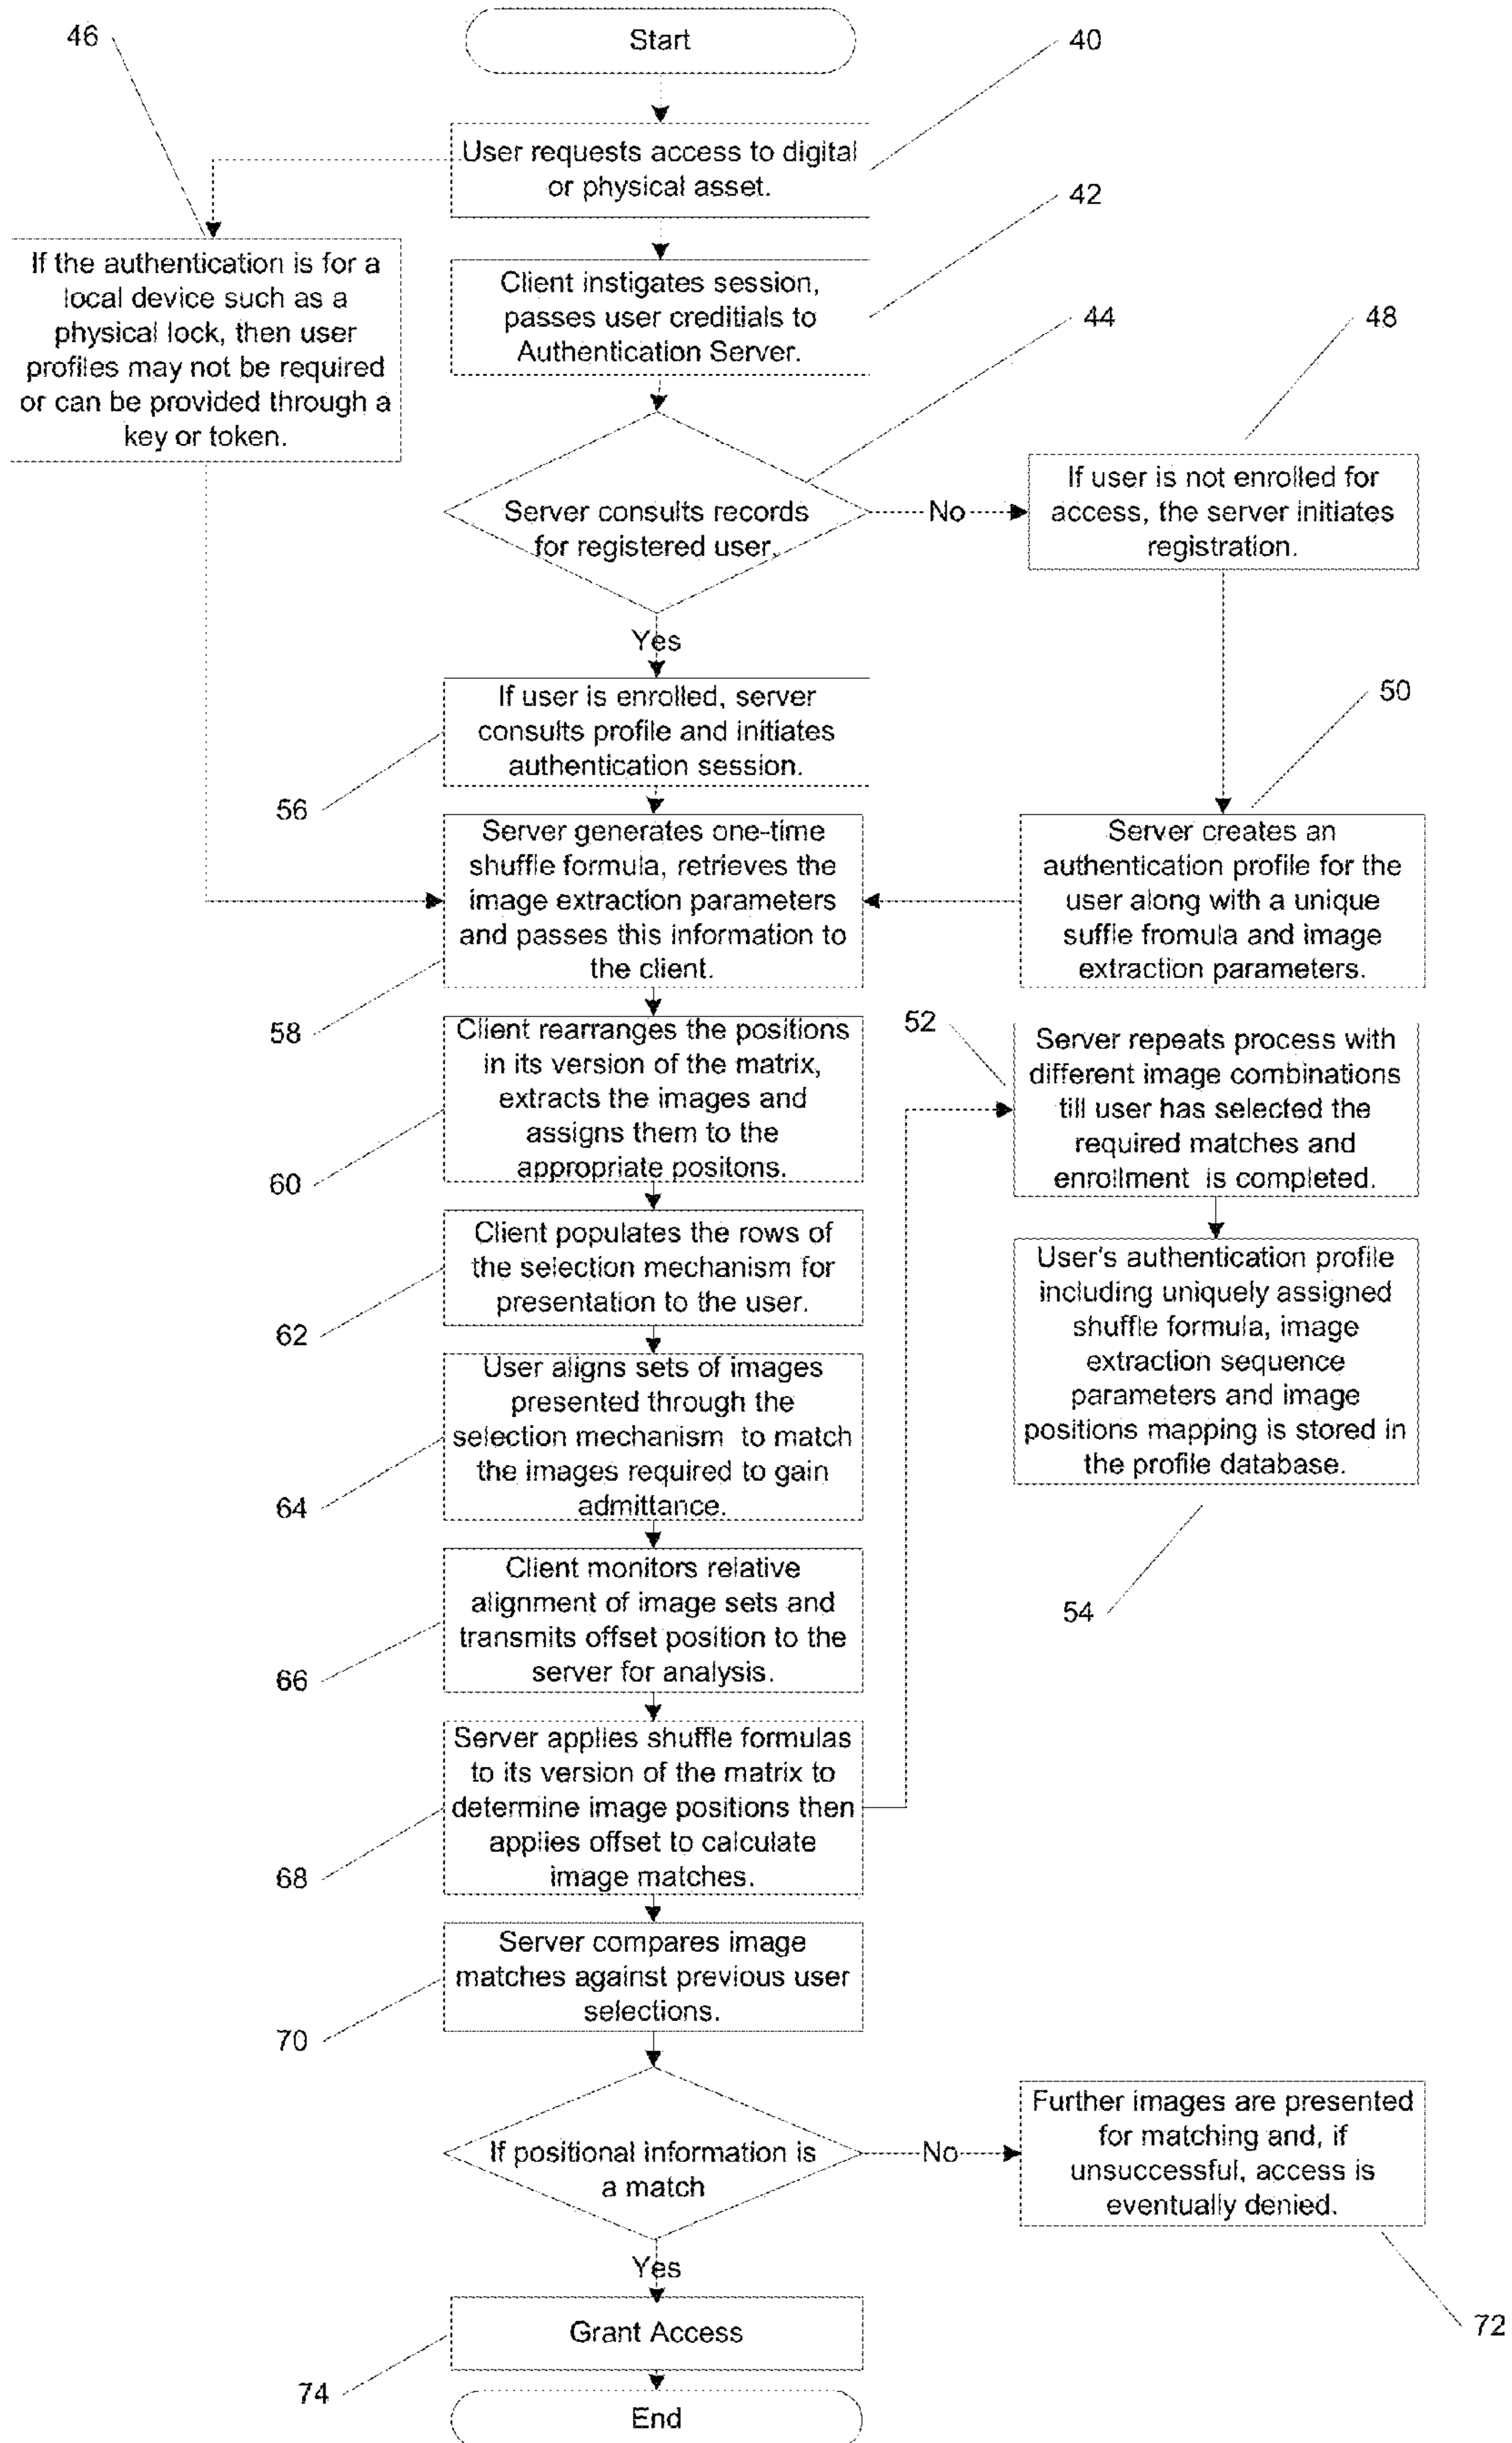 46
Start
40
User requests access to digital
or physical asset.
42
If the authentication is for a
local device such as a
physical lock, then user
profiles may not be required
or can be provided through a
key or token.
Client instigates session,
passes user creditials to
Authentication Server.
44
48
Server consults records
for registered user.
No
If user is not enrolled for
access, the server initiates
registration.
Yes
If user is enrolled, server
consults profile and initiates
authentication session.
50
56
Server generates one-time
shuffle formula, retrieves the
image extraction parameters
and passes this information to
the client.
Server creates an
authentication profile for the
user along with a unique
suffle fromula and image
extraction parameters.
58
52
Client rearranges the positions
in its version of the matrix,
extracts the images and
assigns them to the
appropriate positons.
Server repeats process with
different image combinations
till user has selected the
required matches and
enrollment is completed.
60
Client populates the rows of
the selection mechanism for
presentation to the user.
User's authentication profile
including uniquely assigned
shuffle formula, image
extraction sequence
parameters and image
positions mapping is stored in
the profile database.
62
User aligns sets of images
presented through the
selection mechanism to match
the images required to gain
admittance.
64
54
Client monitors relative
alignment of image sets and
transmits offset position to the
server for analysis.
66
Server applies shuffle formulas
to its version of the matrix to
determine image positions then
applies offset to calculate
image matches.
68
Server compares image
matches against previous user
selections.
70
If positional information is
a match
No
Further images are presented
for matching and, if
unsuccessful, access is
eventually denied.
72
Yes
Grant Access
74
End